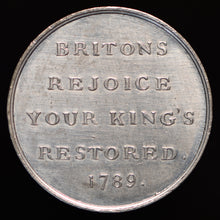 BRITONS
REJOICE
YOUR KING'S
RESTORED.
1789.